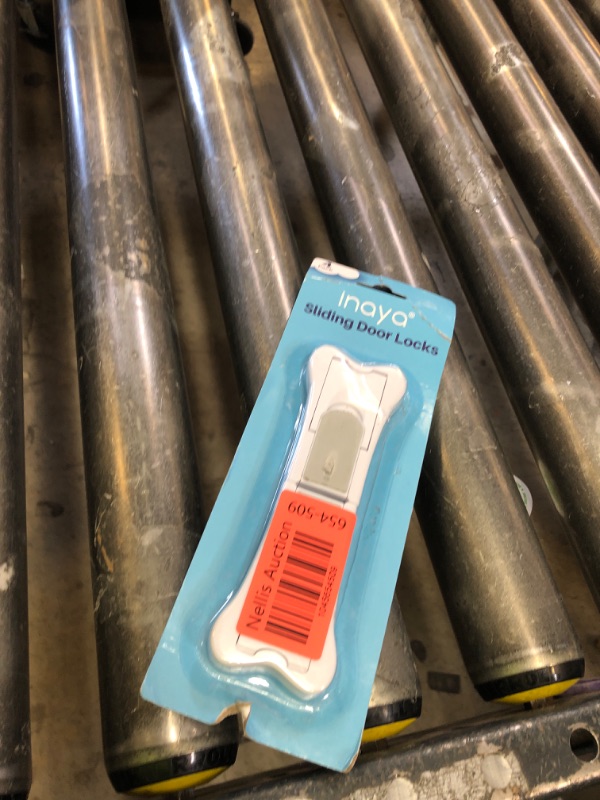 inaya®
Sliding Door Locks
654-509
Nellis Auction